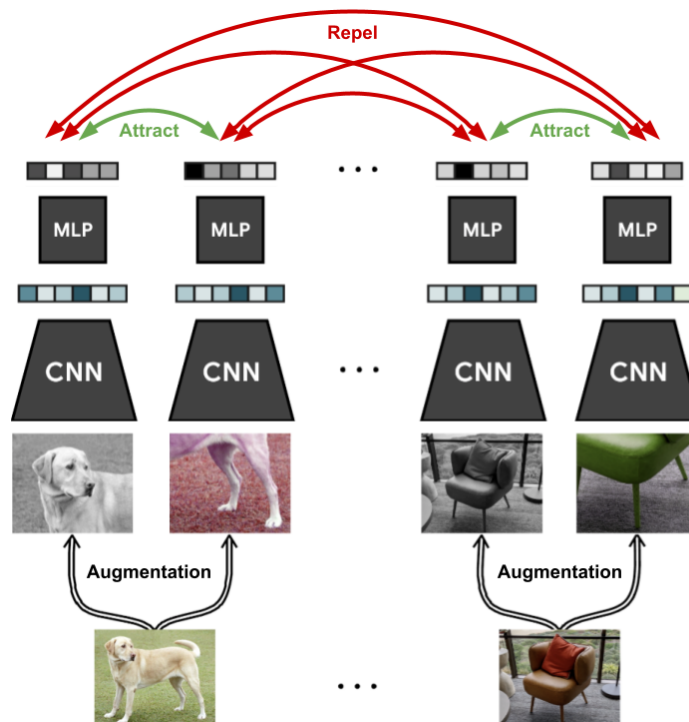 Repel
Attract
Attract
...
MLP
MLP
MLP
MLP
CNN
CNN
...
CNN
CNN
Augmentation
Augmentation
...